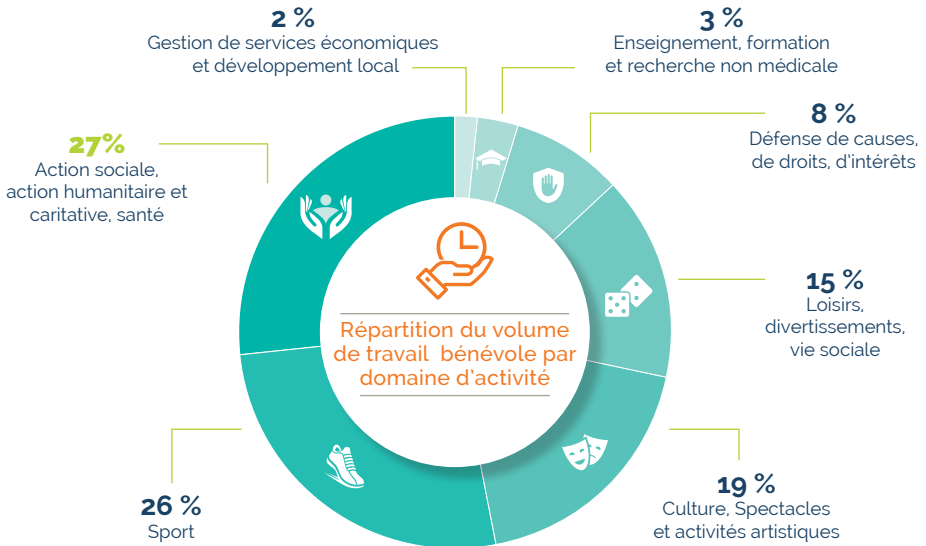 2 %
Gestion de services économiques
et développement local
3 %
Enseignement, formation
et recherche non médicale
8 %
Défense de causes,
de droits, d'intérêts
27%
Action sociale,
action humanitaire et
caritative, santé
15 %
Loisirs,
divertissements,
vie sociale
Répartition du volume
de travail bénévole par
domaine d'activité
26 %
Sport
19 %
Culture, Spectacles
et activités artistiques